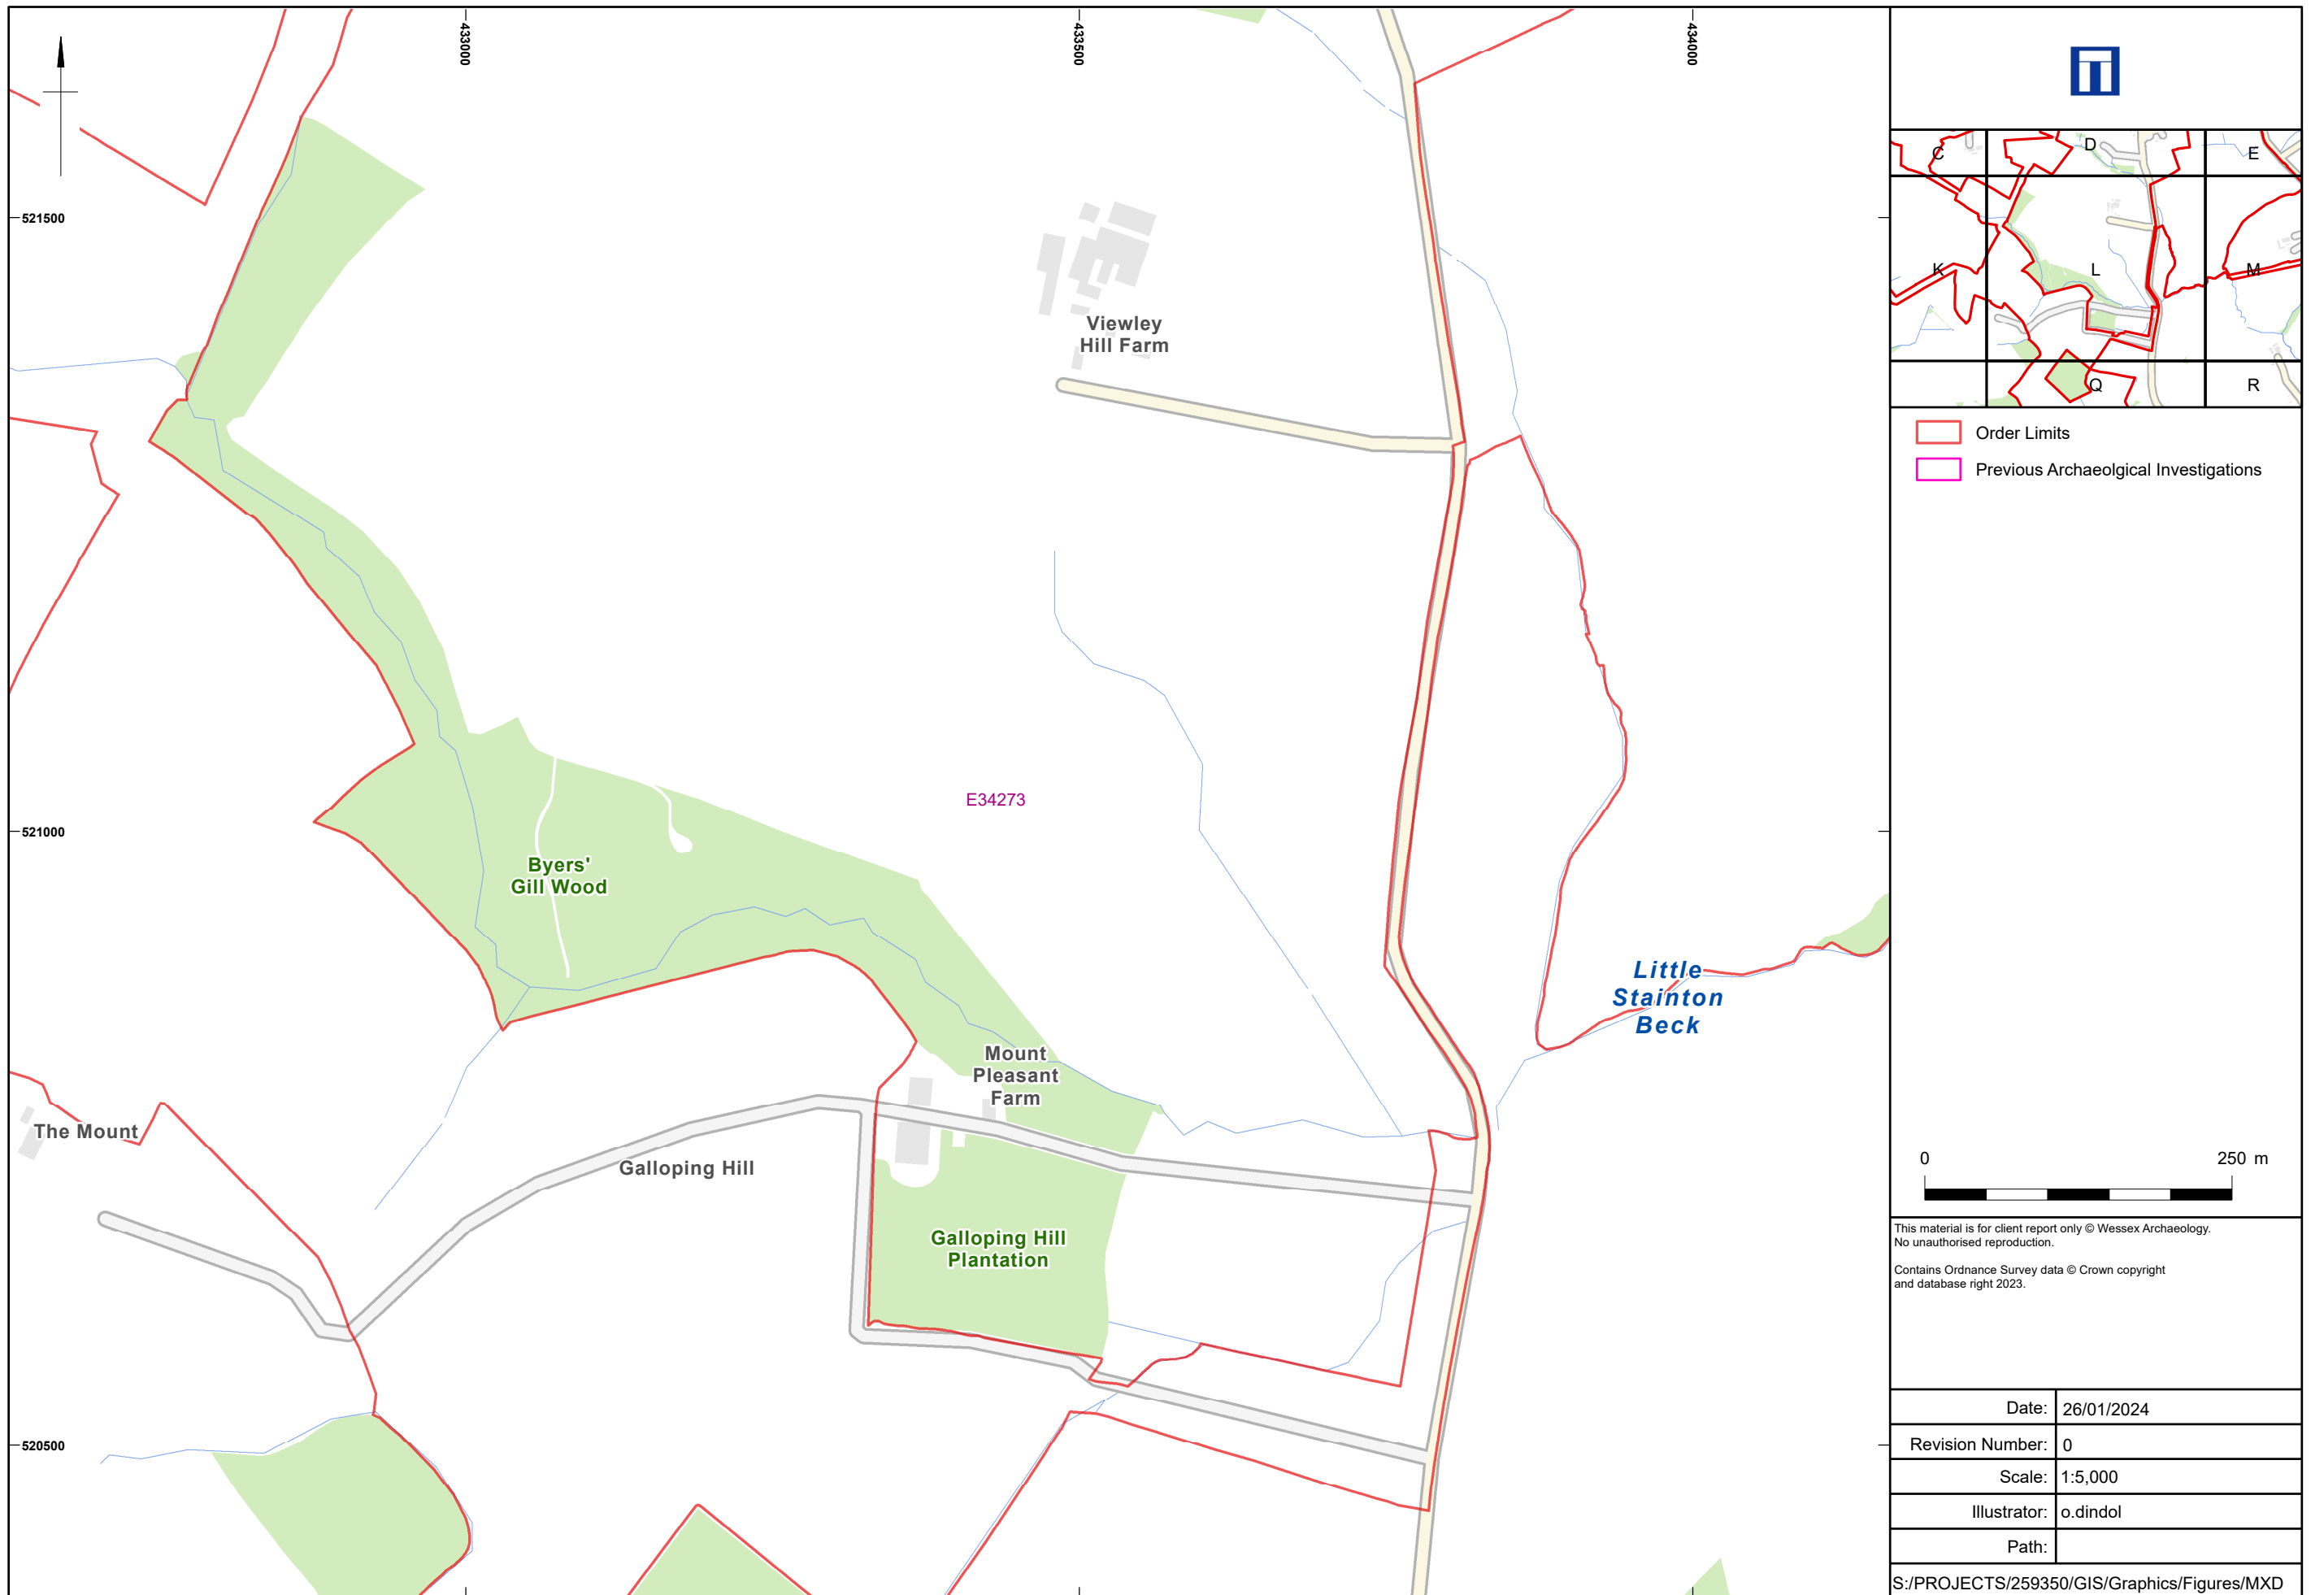 433000
433500
434000
521500
521000
520500
Viewley
Hill Farm
E34273
Byers'
Gill Wood
Little
Stainton
Beck
Mount
Pleasant
Farm
The Mount
Galloping Hill
Galloping Hill
Plantation
C
D
E
K
L
M
Q
R
Order Limits
Previous Archaeolgical Investigations
0
250 m
This material is for client report only © Wessex Archaeology.
No unauthorised reproduction.
Contains Ordnance Survey data © Crown copyright
and database right 2023.
Date: 26/01/2024
Revision Number: 0
Scale: 1:5,000
Illustrator: o.dindol
Path:
S:/PROJECTS/259350/GIS/Graphics/Figures/MXD